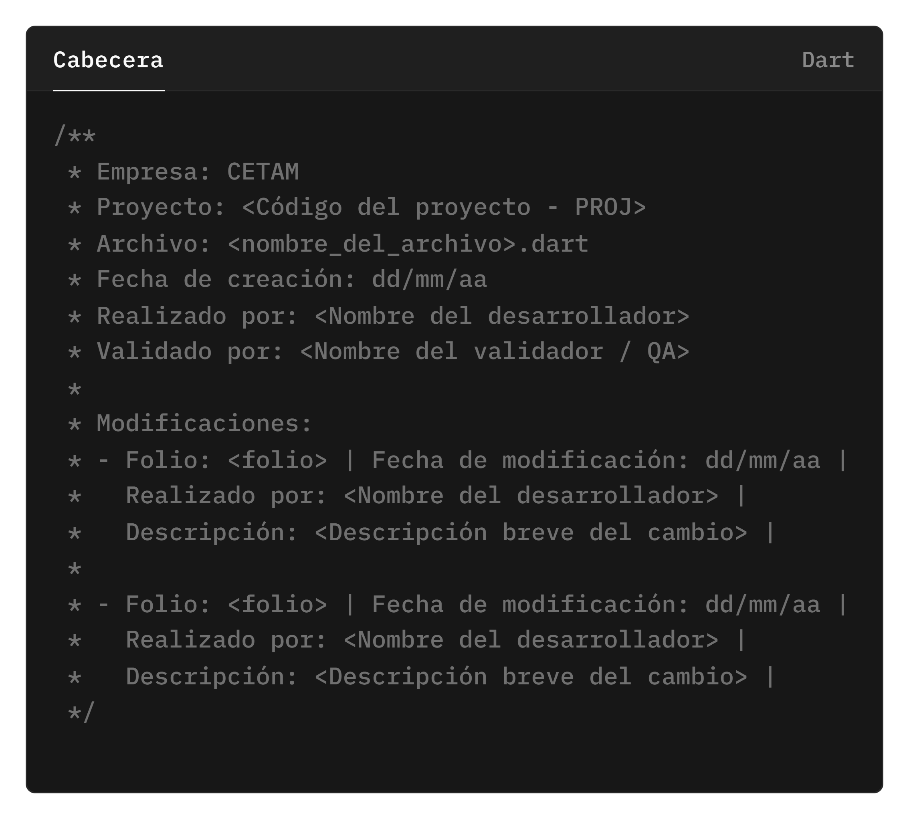 Cabecera
Dart
/**
 * Empresa: CETAM
 * Proyecto: <Código del proyecto - PROJ>
 * Archivo: <nombre_del_archivo>.dart
 * Fecha de creación: dd/mm/aa
 * Realizado por: <Nombre del desarrollador>
 * Validado por: <Nombre del validador / QA>
 *
 * Modificaciones:
 * - Folio: <folio> | Fecha de modificación: dd/mm/aa |
 *   Realizado por: <Nombre del desarrollador> |
 *   Descripción: <Descripción breve del cambio> |
 *
 * - Folio: <folio> | Fecha de modificación: dd/mm/aa |
 *   Realizado por: <Nombre del desarrollador> |
 *   Descripción: <Descripción breve del cambio> |
 */